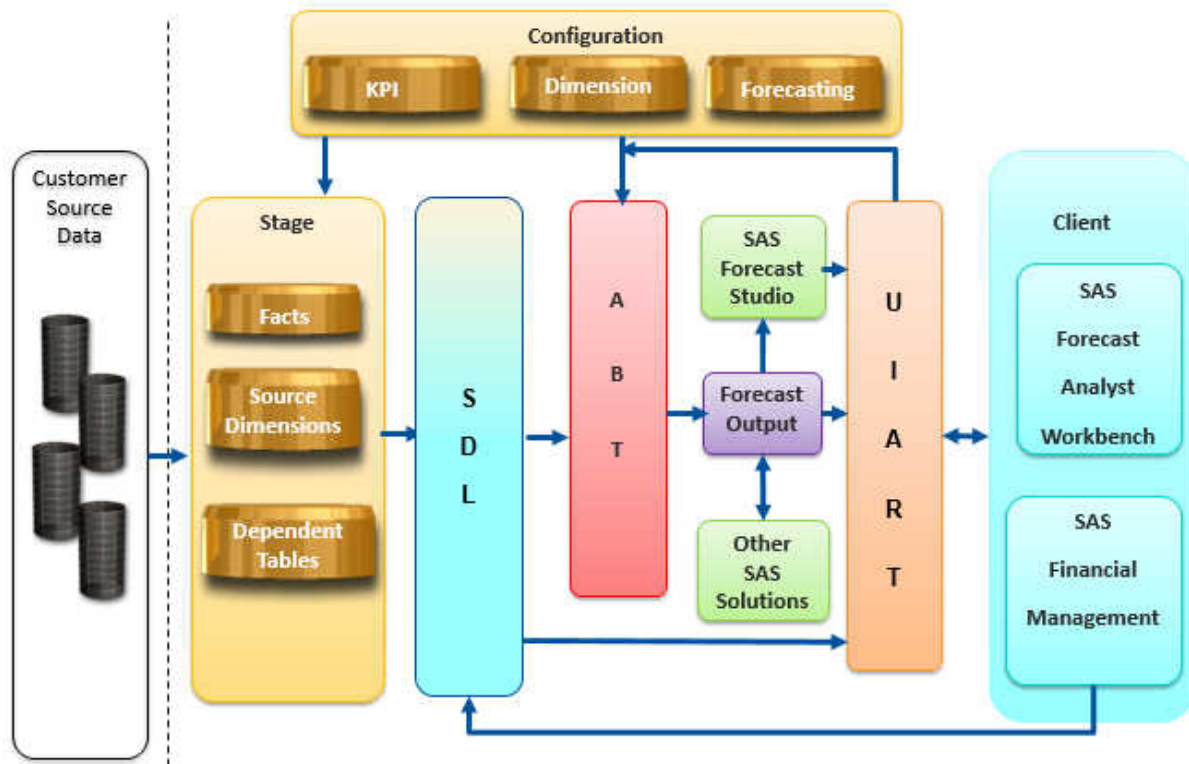 Configuration
KPI
Dimension
Forecasting
Customer
Source
Data
Stage
Facts
Source
Dimensions
Dependent
Tables
S
D
L
A
B
T
SAS
Forecast
Studio
Forecast
Output
Other
SAS
Solutions
U
I
A
R
T
Client
SAS
Forecast
Analyst
Workbench
SAS
Financial
Management